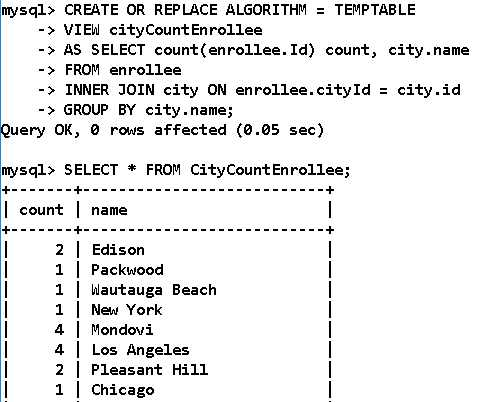 mysql> CREATE OR REPLACE ALGORITHM = TEMPTABLE
-> VIEW cityCountEnrollee
-> AS SELECT count(enrollee.Id) count, city.name
-> FROM enrollee
-> INNER JOIN city ON enrollee.cityId = city.id
-> GROUP BY city.name;
Query OK, 0 rows affected (0.05 sec)
mysql> SELECT * FROM CityCountEnrollee;
+-------+---------------------------+
| count | name |
+-------+---------------------------+
| 2 | Edison |
| 1 | Packwood |
| 1 | Wautauga Beach |
| 1 | New York |
| 4 | Mondovi |
| 4 | Los Angeles |
| 2 | Pleasant Hill |
| 1 | Chicago |